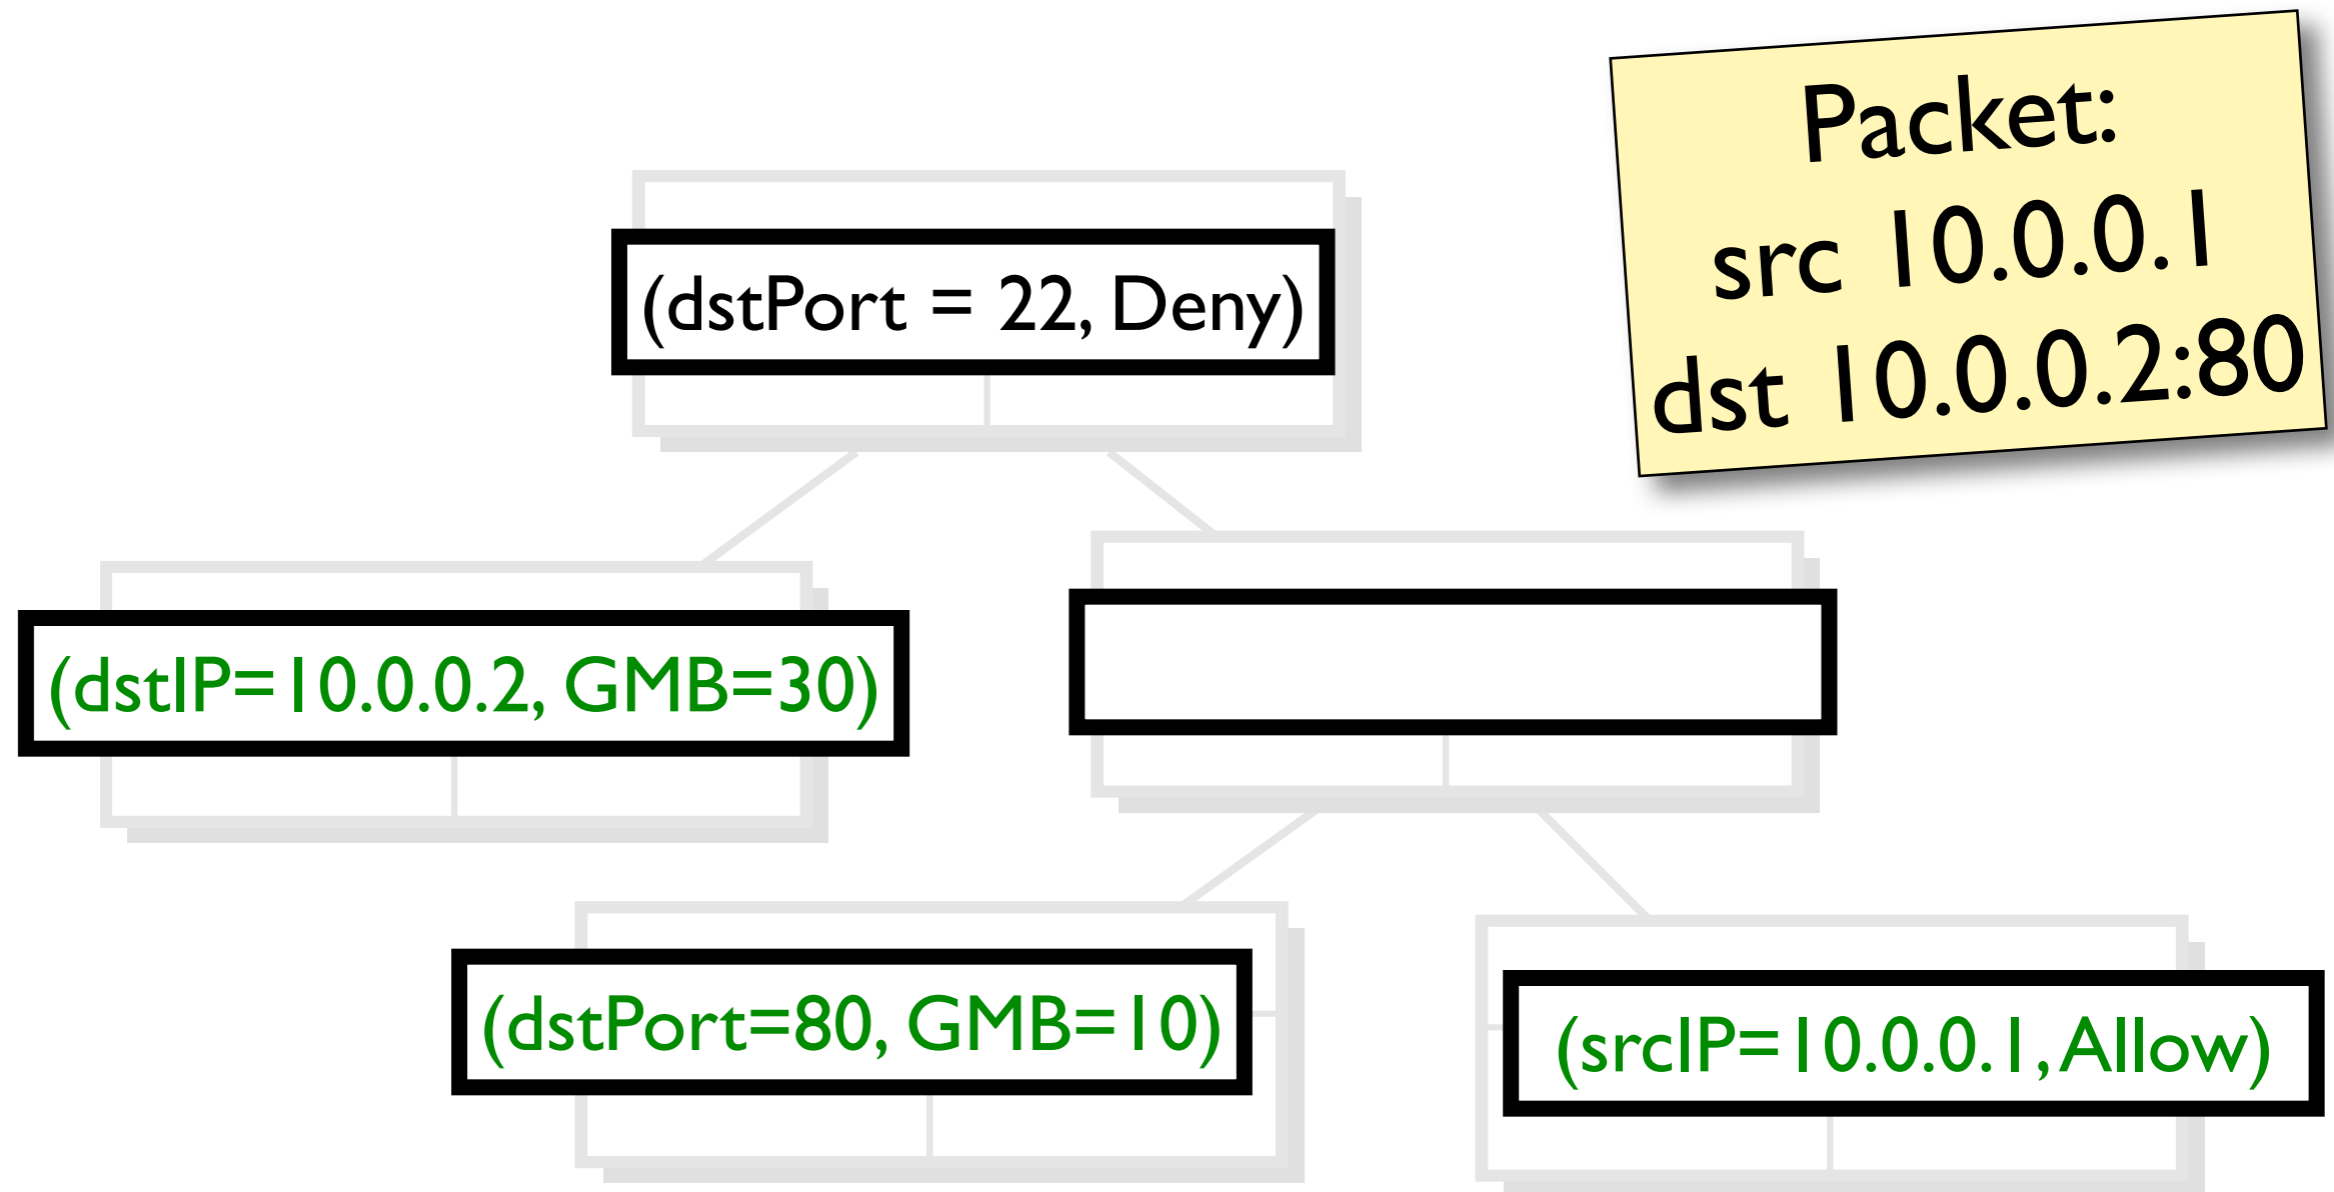 Packet:
src 10.0.0.1
dst 10.0.0.2:80
(dstPort = 22, Deny)
(dstIP=10.0.0.2, GMB=30)
(dstPort=80, GMB=10)
(srcIP=10.0.0.1, Allow)